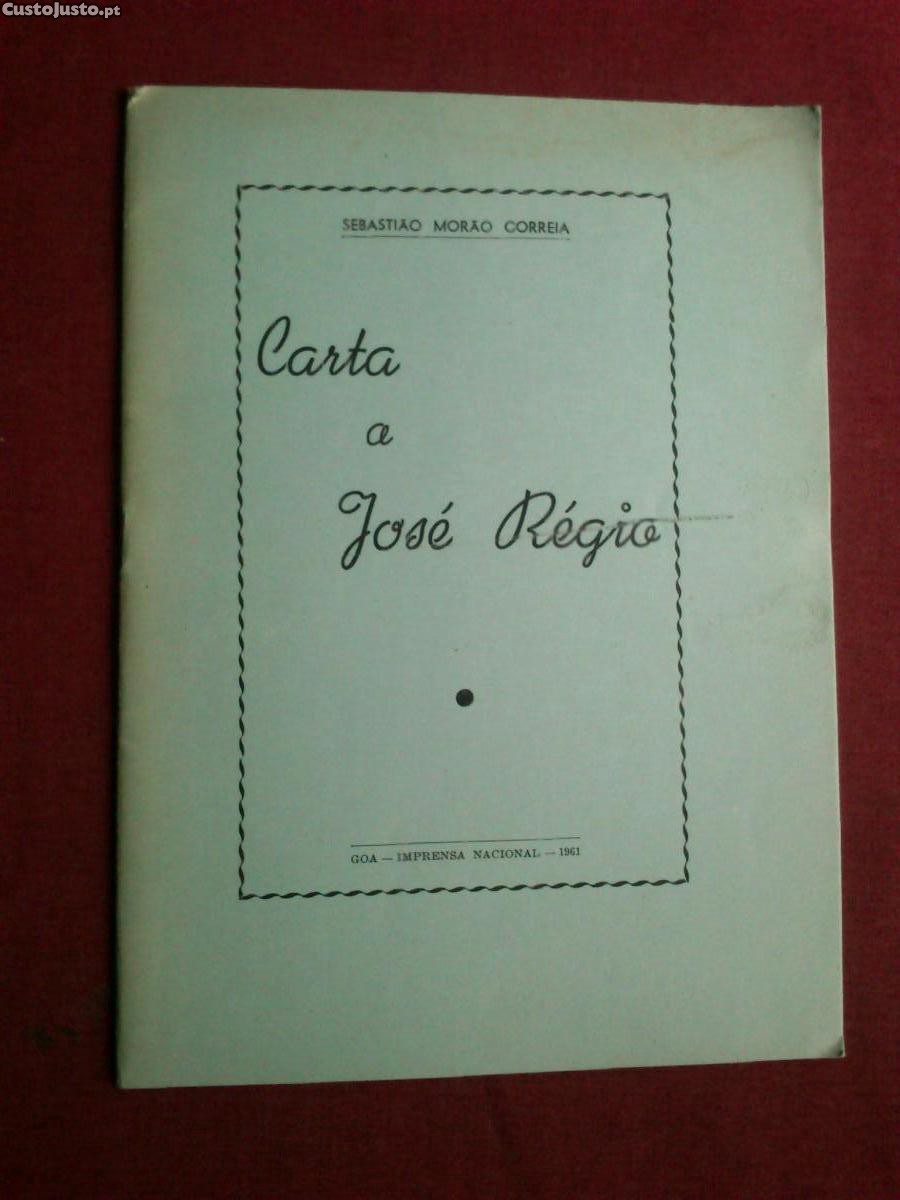 CustoJusto.pt
SEBASTIÃO MORÃO CORREIA
Carta
a
José Régio
GOA — IMPRENSA NACIONAL — 1961